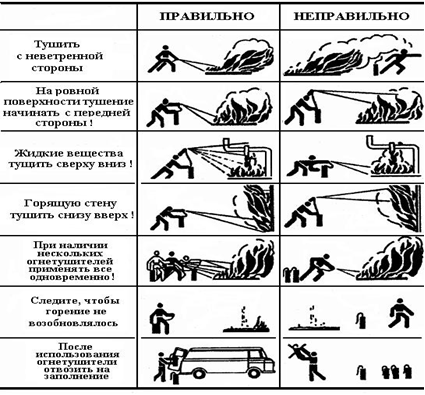 ПРАВИЛЬНО
НЕПРАВИЛЬНО
Тушить
с неветренной
стороны
На ровной
поверхности тушение
начинать с передней
стороны !
Жидкие вещества
тущить сверху вниз !
Горящую стену
тушить снизу вверх !
При наличии
нескольких
огнетушителей
применять все
одновременно!
Следите, чтобы
горение не
возобновлялось
После
использования
огнетушители
отвозить на
заполнение